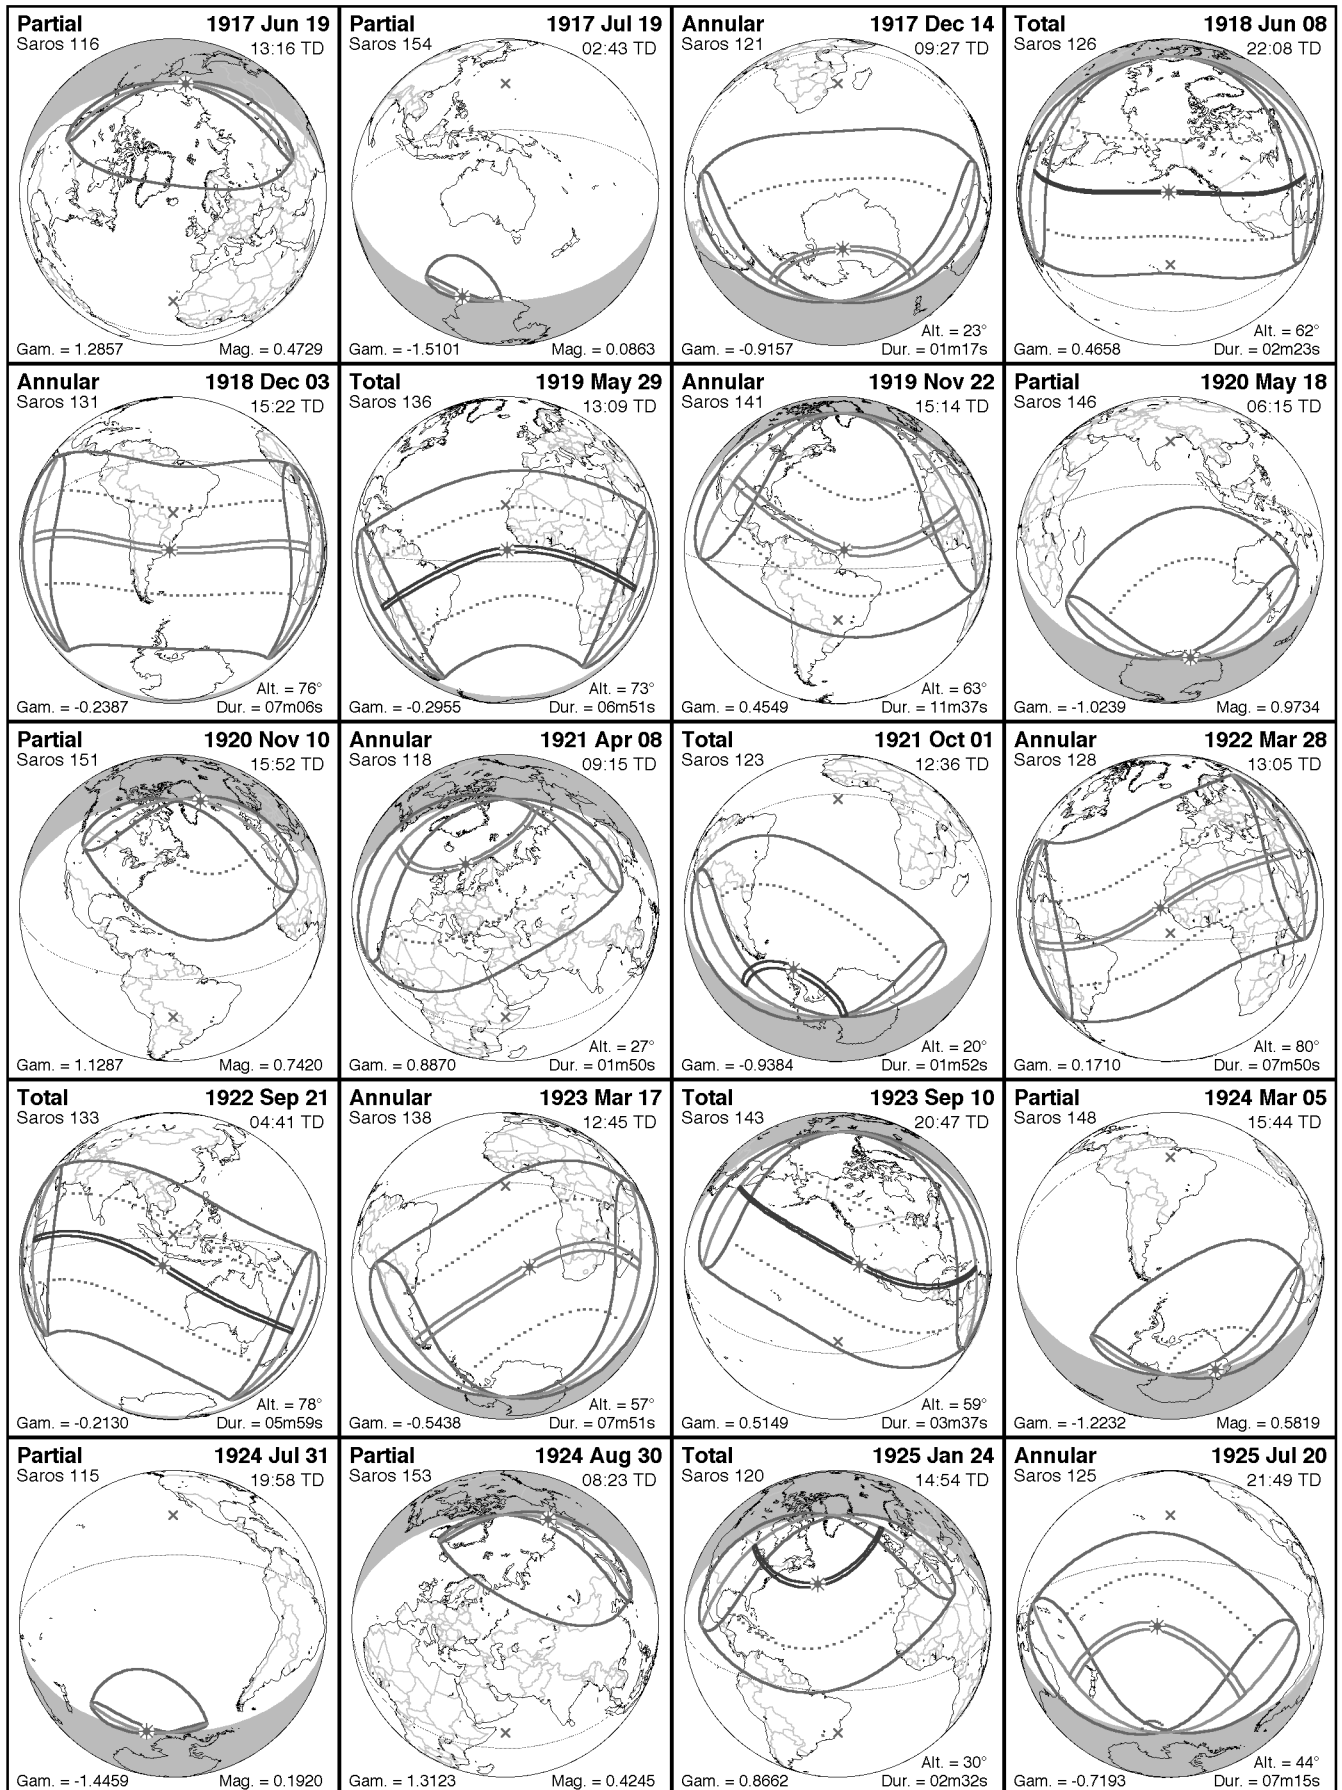 Partial 1917 Jun 19
Saros 116 13:16 TD
Gam. = 1.2857 Mag. = 0.4729
Partial 1917 Jul 19
Saros 154 02:43 TD
Gam. = -1.5101 Mag. = 0.0863
Annular 1917 Dec 14
Saros 121 09:27 TD
Alt. = 23°
Gam. = -0.9157 Dur. = 01m17s
Total 1918 Jun 08
Saros 126 22:08 TD
Alt. = 62°
Gam. = 0.4658 Dur. = 02m23s
Annular 1918 Dec 03
Saros 131 15:22 TD
Alt. = 76°
Gam. = -0.2387 Dur. = 07m06s
Total 1919 May 29
Saros 136 13:09 TD
Alt. = 73°
Gam. = -0.2955 Dur. = 06m51s
Annular 1919 Nov 22
Saros 141 15:14 TD
Alt. = 63°
Gam. = 0.4549 Dur. = 11m37s
Partial 1920 May 18
Saros 146 06:15 TD
Gam. = -1.0239 Mag. = 0.9734
Partial 1920 Nov 10
Saros 151 15:52 TD
Gam. = 1.1287 Mag. = 0.7420
Annular 1921 Apr 08
Saros 118 09:15 TD
Alt. = 27°
Gam. = 0.8870 Dur. = 01m50s
Total 1921 Oct 01
Saros 123 12:36 TD
Alt. = 20°
Gam. = -0.9384 Dur. = 01m52s
Annular 1922 Mar 28
Saros 128 13:05 TD
Alt. = 80°
Gam. = 0.1710 Dur. = 07m50s
Total 1922 Sep 21
Saros 133 04:41 TD
Alt. = 78°
Gam. = -0.2130 Dur. = 05m59s
Annular 1923 Mar 17
Saros 138 12:45 TD
Alt. = 57°
Gam. = -0.5438 Dur. = 07m51s
Total 1923 Sep 10
Saros 143 20:47 TD
Alt. = 59°
Gam. = 0.5149 Dur. = 03m37s
Partial 1924 Mar 05
Saros 148 15:44 TD
Gam. = -1.2232 Mag. = 0.5819
Partial 1924 Jul 31
Saros 115 19:58 TD
Gam. = -1.4459 Mag. = 0.1920
Partial 1924 Aug 30
Saros 153 08:23 TD
Gam. = 1.3123 Mag. = 0.4245
Total 1925 Jan 24
Saros 120 14:54 TD
Alt. = 30°
Gam. = 0.8662 Dur. = 02m32s
Annular 1925 Jul 20
Saros 125 21:49 TD
Alt. = 44°
Gam. = -0.7193 Dur. = 07m15s